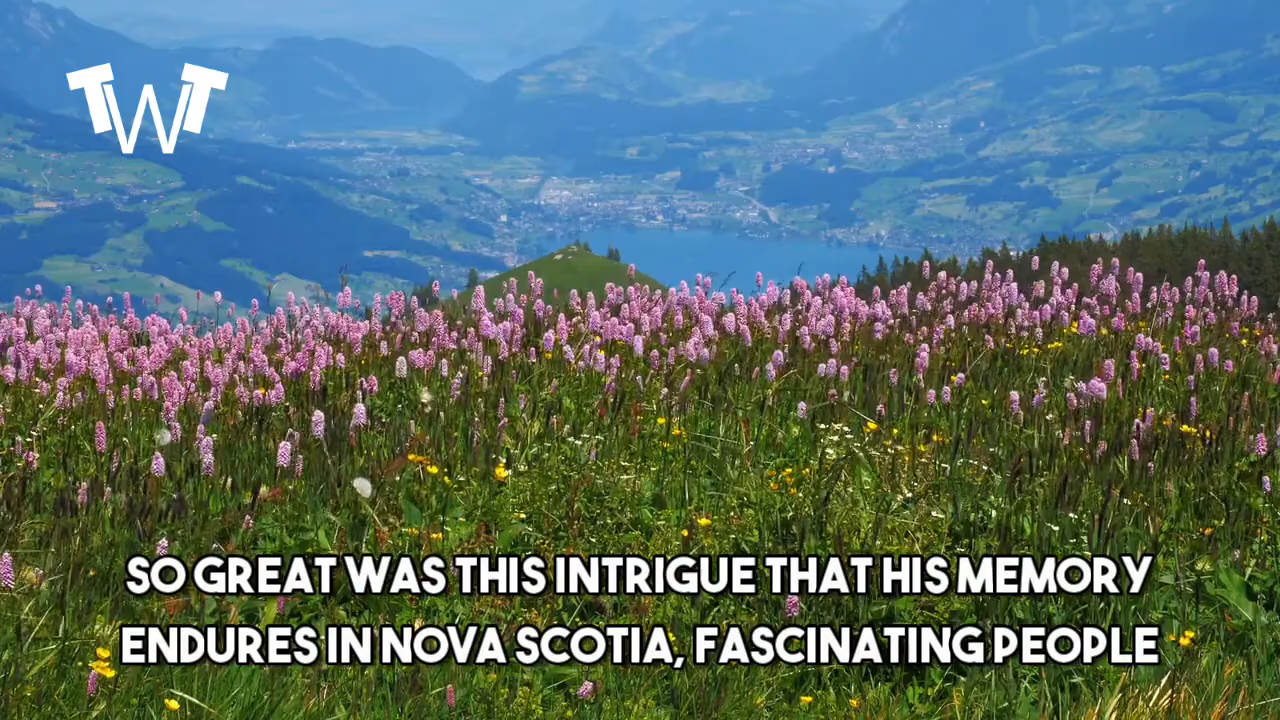 TWT
SO GREAT WAS THIS INTRIGUE THAT HIS MEMORY
ENDURES IN NOVA SCOTIA, FASCINATING PEOPLE